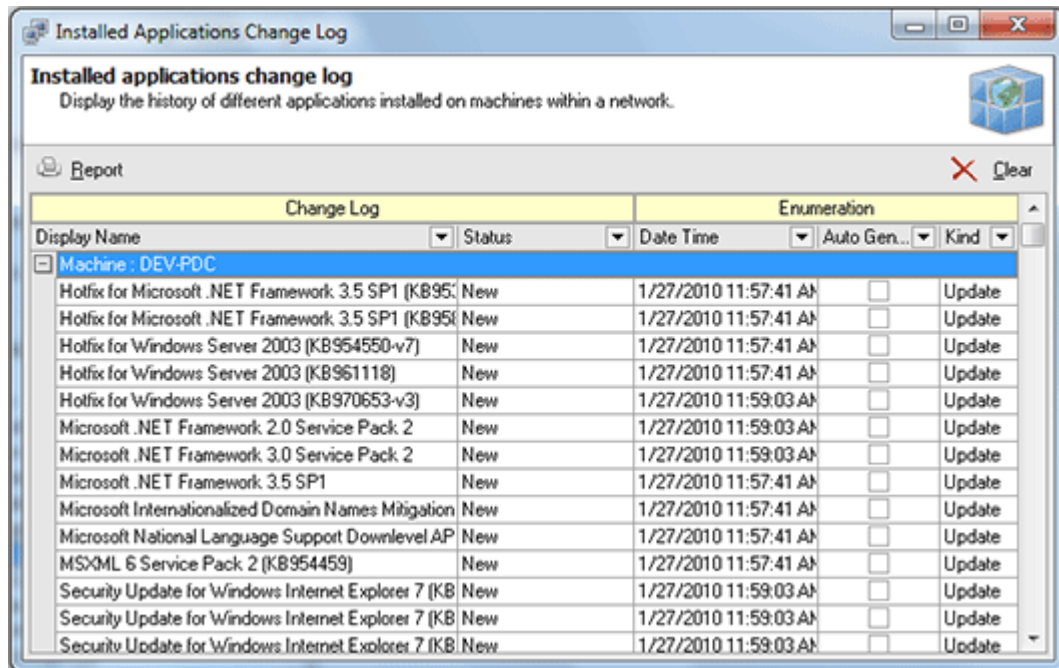 Installed Applications Change Log
Installed applications change log
Display the history of different applications installed on machines within a network.
Report Clear
Change Log Enumeration
Display Name Status Date Time Auto Gen... Kind
Machine : DEV-PDC
Hotfix for Microsoft .NET Framework 3.5 SP1 New 1/27/2010 11:57:41 Update
Hotfix for Microsoft .NET Framework 3.5 SP1 New 1/27/2010 11:57:41 Update
Hotfix for Windows Server 2003 (KB954550-v7) New 1/27/2010 11:57:41 Update
Hotfix for Windows Server 2003 (KB961118) New 1/27/2010 11:57:41 Update
Hotfix for Windows Server 2003 (KB970653-v3) New 1/27/2010 11:59:03 Update
Microsoft .NET Framework 2.0 Service Pack 2 New 1/27/2010 11:59:03 Update
Microsoft .NET Framework 3.0 Service Pack 2 New 1/27/2010 11:59:03 Update
Microsoft .NET Framework 3.5 SP1 New 1/27/2010 11:57:41 Update
Microsoft Internationalized Domain Names Mitigation New 1/27/2010 11:57:41 Update
Microsoft National Language Support Downlevel AP New 1/27/2010 11:57:41 Update
MSXML 6 Service Pack 2 (KB954459) New 1/27/2010 11:57:41 Update
Security Update for Windows Internet Explorer 7 (KB New 1/27/2010 11:59:03 Update
Security Update for Windows Internet Explorer 7 (KB New 1/27/2010 11:59:03 Update
Security Update for Windows Internet Explorer 7 (KB New 1/27/2010 11:59:03 Update